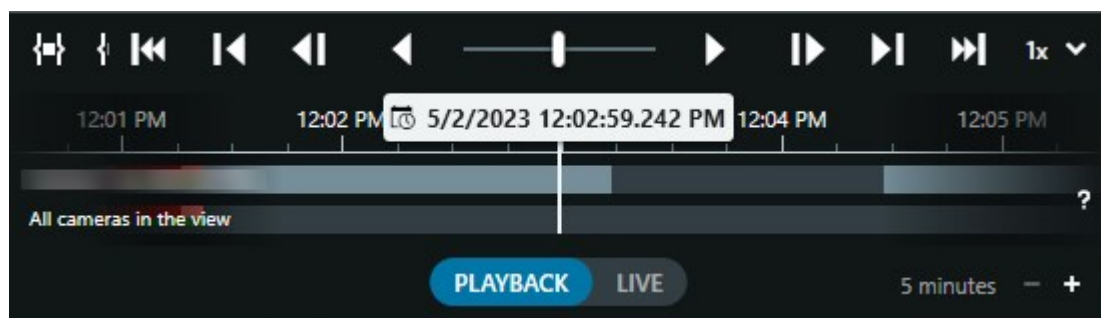 1x
12:01 PM 12:02 PM 5/2/2023 12:02:59.242 PM 12:04 PM 12:05 PM
?
All cameras in the view
PLAYBACK LIVE 5 minutes - +